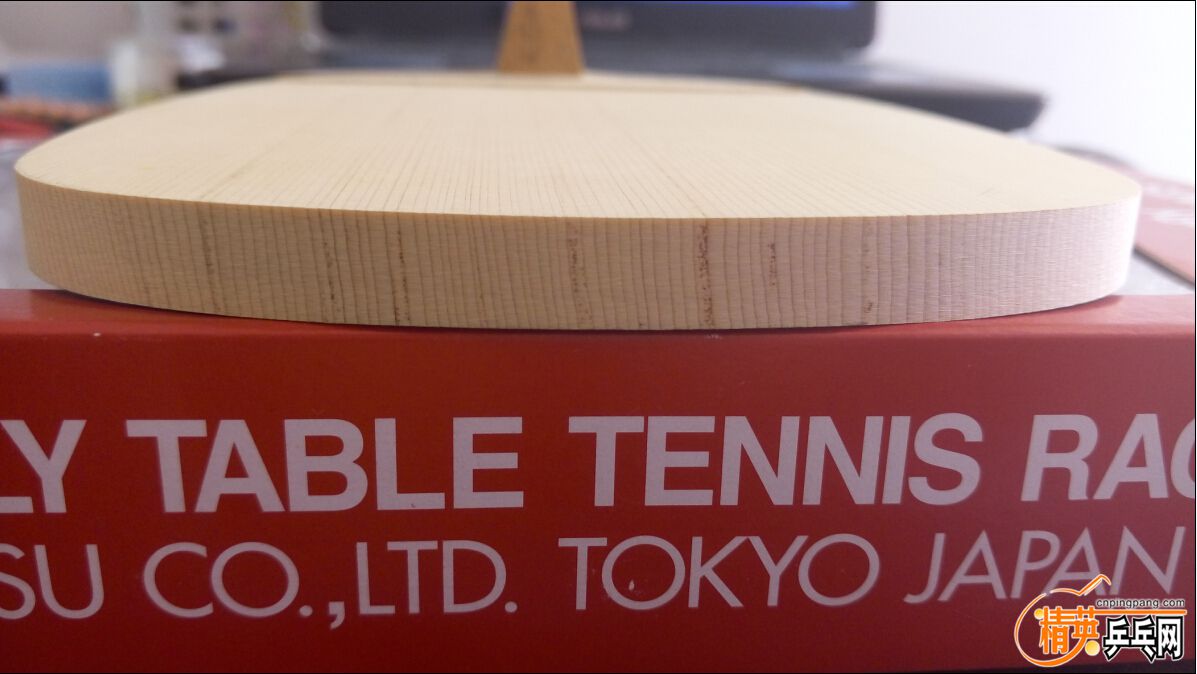 LY TABLE TENNIS RAC
SU CO.,LTD. TOKYO JAPAN
cnpingpang.com
精英乒乓网